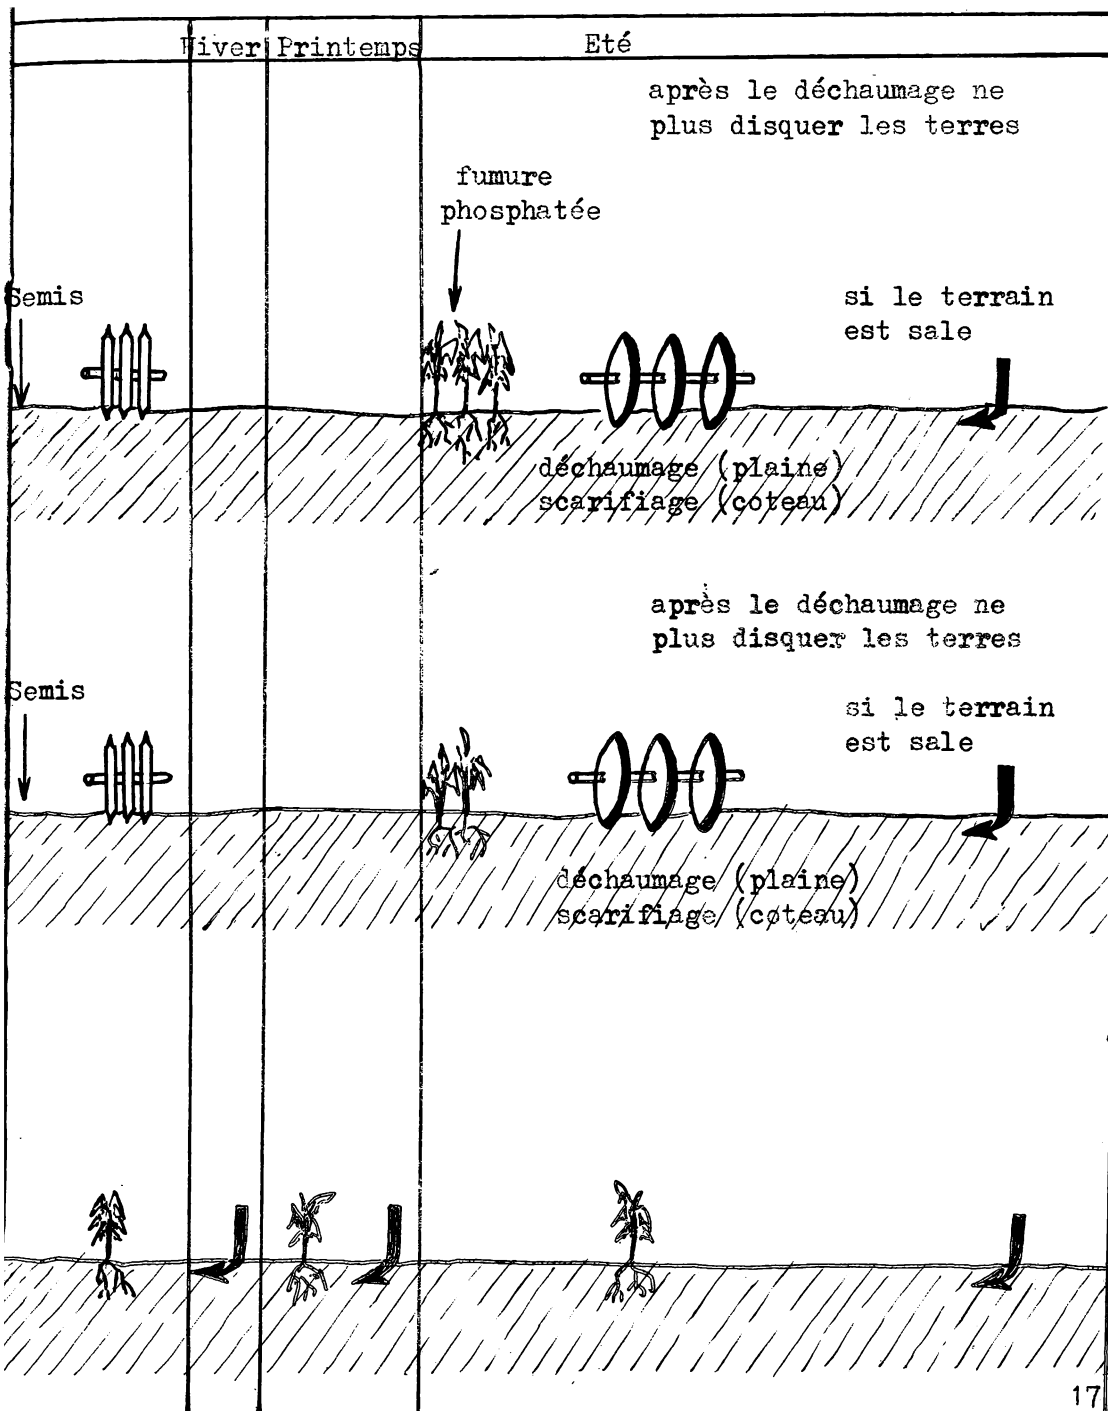 Hiver Printemps Eté
après le déchaumage ne
plus disquer les terres
fumure
phosphatée
Semis
si le terrain
est sale
déchaumage (plaine)
scarifiage (coteau)
après le déchaumage ne
plus disquer les terres
Semis
si le terrain
est sale
déchaumage (plaine)
scarifiage (coteau)
17